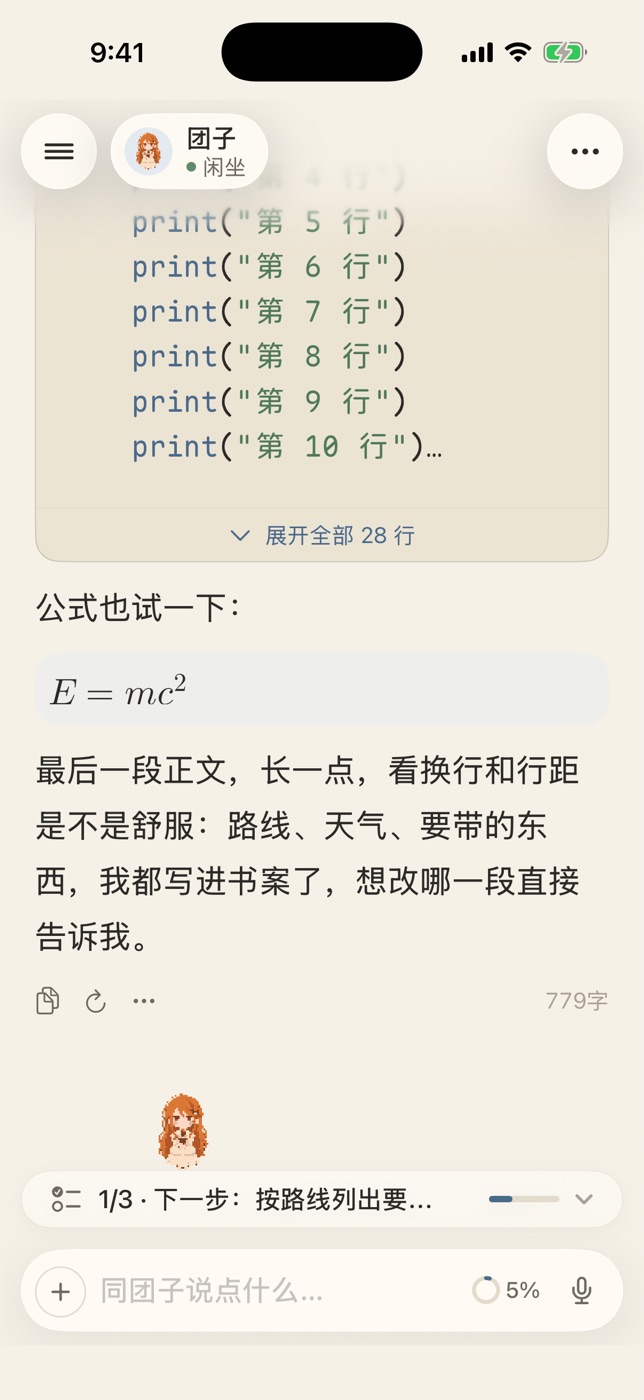 9:41
团子
闲坐
print("第 5 行")
print("第 6 行")
print("第 7 行")
print("第 8 行")
print("第 9 行")
print("第 10 行")…
展开全部 28 行
公式也试一下：
E = mc²
最后一段正文，长一点，看换行和行距
是不是舒服：路线、天气、要带的东
西，我都写进书案了，想改哪一段直接
告诉我。
779字
1/3 · 下一步：按路线列出要…
同团子说点什么…
5%